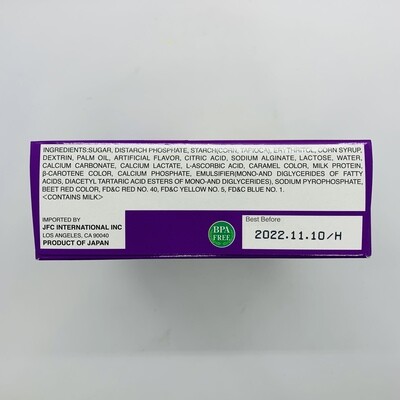 INGREDIENTS:SUGAR, DISTARCH PHOSPHATE, STARCH(CORN, TAPIOCA), ERYTHRITOL, CORN SYRUP,
DEXTRIN, PALM OIL, ARTIFICIAL FLAVOR, CITRIC ACID, SODIUM ALGINATE, LACTOSE, WATER,
CALCIUM CARBONATE, CALCIUM LACTATE, L-ASCORBIC ACID, CARAMEL COLOR, MILK PROTEIN,
β-CAROTENE COLOR, CALCIUM PHOSPHATE, EMULSIFIER(MONO-AND DIGLYCERIDES OF FATTY
ACIDS, DIACETYL TARTARIC ACID ESTERS OF MONO-AND DIGLYCERIDES), SODIUM PYROPHOSPHATE,
BEET RED COLOR, FD&C RED NO. 40, FD&C YELLOW NO. 5, FD&C BLUE NO. 1.
<CONTAINS MILK>
IMPORTED BY
JFC INTERNATIONAL INC
LOS ANGELES, CA 90040
PRODUCT OF JAPAN
BPA
FREE
Best Before
2022.11.10/H